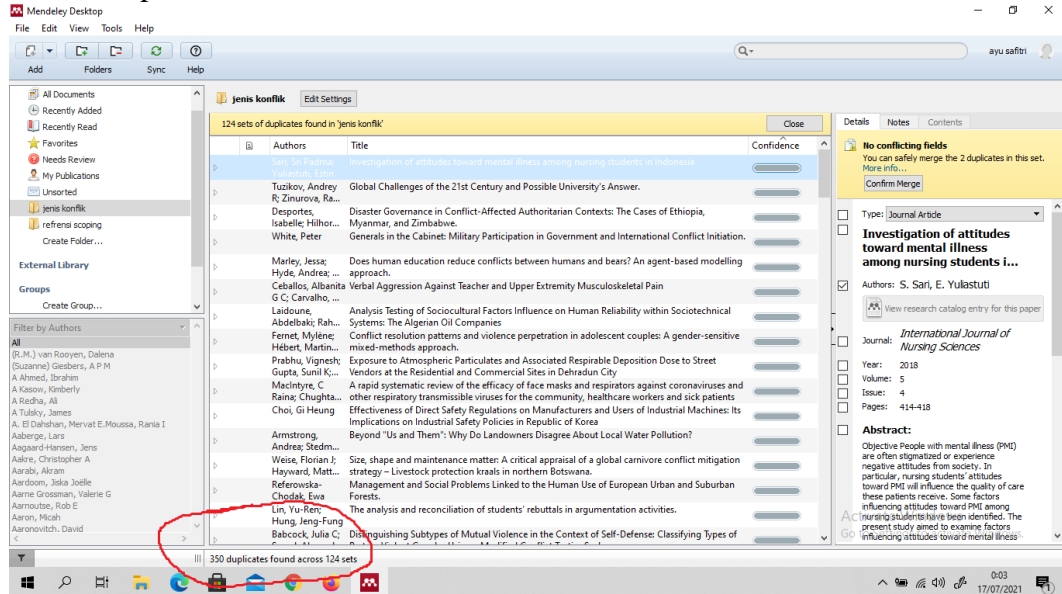 Mendeley Desktop
File Edit View Tools Help
Add Folders Sync Help
ayu safitri
All Documents
Recently Added
Recently Read
Favorites
Needs Review
My Publications
Unsorted
jenis konflik
refrensi scoping
Create Folder...
External Library
Groups
Create Group...
Filter by Authors
All
(R.M.) van Rooyen, Dalena
(Suzanne) Giesbers, A P M
A Ahmed, Ibrahim
A Kasow, Kimberly
A Redha, Ali
A Tulsky, James
A. El Dahshan, Mervat E.Moussa, Rania I
Aaberge, Lars
Aagaard-Hansen, Jens
Aakre, Christopher A
Aarabi, Akram
Aardoom, Jiska Joëlle
Aarne Grossman, Valerie G
Aarnoutse, Rob E
Aaron, Micah
Aaronovitch, David
jenis konflik Edit Settings
124 sets of duplicates found in 'jenis konflik' Close
Authors Title Confidence
Sari, Sri Padma; Investigation of attitudes toward mental illness among nursing students in Indonesia
Yuliastuti, Estin
Tuzikov, Andrey Global Challenges of the 21st Century and Possible University's Answer.
R; Zinurova, Ra...
Desportes, Disaster Governance in Conflict-Affected Authoritarian Contexts: The Cases of Ethiopia,
Isabelle; Hilhor... Myanmar, and Zimbabwe.
White, Peter Generals in the Cabinet: Military Participation in Government and International Conflict Initiation.
Marley, Jessa; Does human education reduce conflicts between humans and bears? An agent-based modelling
Hyde, Andrea; ... approach.
Ceballos, Albanita Verbal Aggression Against Teacher and Upper Extremity Musculoskeletal Pain
G C; Carvalho, ...
Laidoune, Analysis Testing of Sociocultural Factors Influence on Human Reliability within Sociotechnical
Abdelbaki; Rah... Systems: The Algerian Oil Companies
Fernet, Mylène; Conflict resolution patterns and violence perpetration in adolescent couples: A gender-sensitive
Hébert, Martin... mixed-methods approach.
Prabhu, Vignesh; Exposure to Atmospheric Particulates and Associated Respirable Deposition Dose to Street
Gupta, Sunil K;... Vendors at the Residential and Commercial Sites in Dehradun City
MacIntyre, C A rapid systematic review of the efficacy of face masks and respirators against coronaviruses and
Raina; Chughta... other respiratory transmissible viruses for the community, healthcare workers and sick patients
Choi, Gi Heung Effectiveness of Direct Safety Regulations on Manufacturers and Users of Industrial Machines: Its
Implications on Industrial Safety Policies in Republic of Korea
Armstrong, Beyond "Us and Them": Why Do Landowners Disagree About Local Water Pollution?
Andrea; Stedm...
Weise, Florian J; Size, shape and maintenance matter: A critical appraisal of a global carnivore conflict mitigation
Hayward, Matt... strategy – Livestock protection kraals in northern Botswana.
Referowska- Management and Social Problems Linked to the Human Use of European Urban and Suburban
Chodak, Ewa Forests.
Lin, Yu-Ren; The analysis and reconciliation of students' rebuttals in argumentation activities.
Hung, Jeng-Fung
Babcock, Julia C; Distinguishing Subtypes of Mutual Violence in the Context of Self-Defense: Classifying Types of
350 duplicates found across 124 sets
Details Notes Contents
No conflicting fields
You can safely merge the 2 duplicates in this set.
More info...
Confirm Merge
Type: Journal Article
Investigation of attitudes
toward mental illness
among nursing students i...
Authors: S. Sari, E. Yuliastuti
View research catalog entry for this paper
Journal: International Journal of
Nursing Sciences
Year: 2018
Volume: 5
Issue: 4
Pages: 414-418
Abstract:
Objective People with mental illness (PMI)
are often stigmatized or experience
negative attitudes from society. In
particular, nursing students' attitudes
toward PMI will influence the quality of care
these patients receive. Some factors
influencing attitudes toward PMI among
nursing students have been identified. The
present study aimed to examine factors
influencing attitudes toward mental illness
0:03
17/07/2021